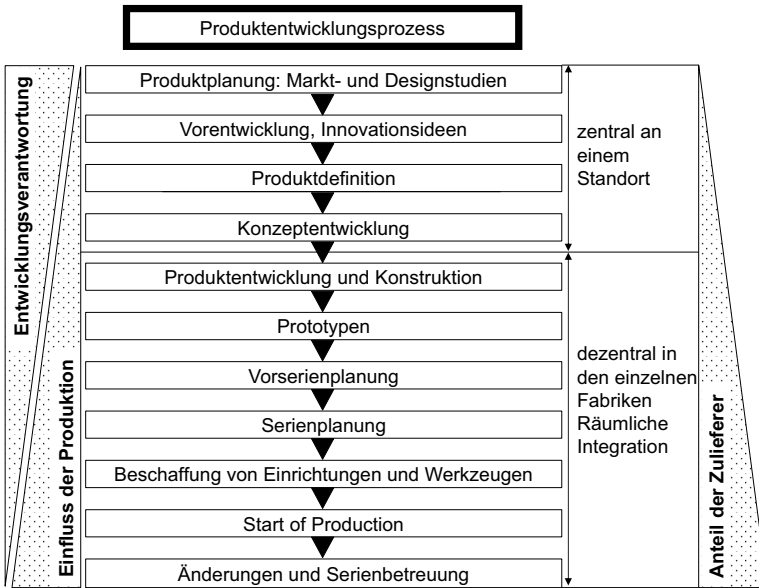 Produktentwicklungsprozess
Entwicklungsverantwortung
Einfluss der Produktion
Produktplanung: Markt- und Designstudien
Vorentwicklung, Innovationsideen
Produktdefinition
Konzeptentwicklung
Produktentwicklung und Konstruktion
Prototypen
Vorserienplanung
Serienplanung
Beschaffung von Einrichtungen und Werkzeugen
Start of Production
Änderungen und Serienbetreuung
zentral an
einem
Standort
dezentral in
den einzelnen
Fabriken
Räumliche
Integration
Anteil der Zulieferer